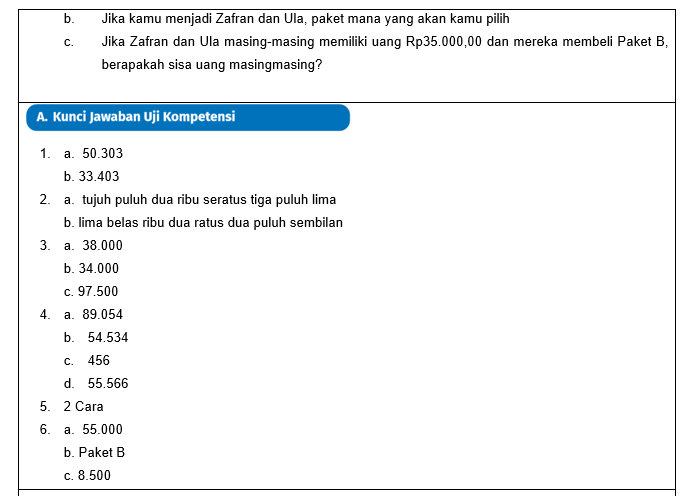 b. Jika kamu menjadi Zafran dan Ula, paket mana yang akan kamu pilih
c. Jika Zafran dan Ula masing-masing memiliki uang Rp35.000,00 dan mereka membeli Paket B,
berapakah sisa uang masingmasing?
A. Kunci Jawaban Uji Kompetensi
1. a. 50.303
b. 33.403
2. a. tujuh puluh dua ribu seratus tiga puluh lima
b. lima belas ribu dua ratus dua puluh sembilan
3. a. 38.000
b. 34.000
c. 97.500
4. a. 89.054
b. 54.534
c. 456
d. 55.566
5. 2 Cara
6. a. 55.000
b. Paket B
c. 8.500